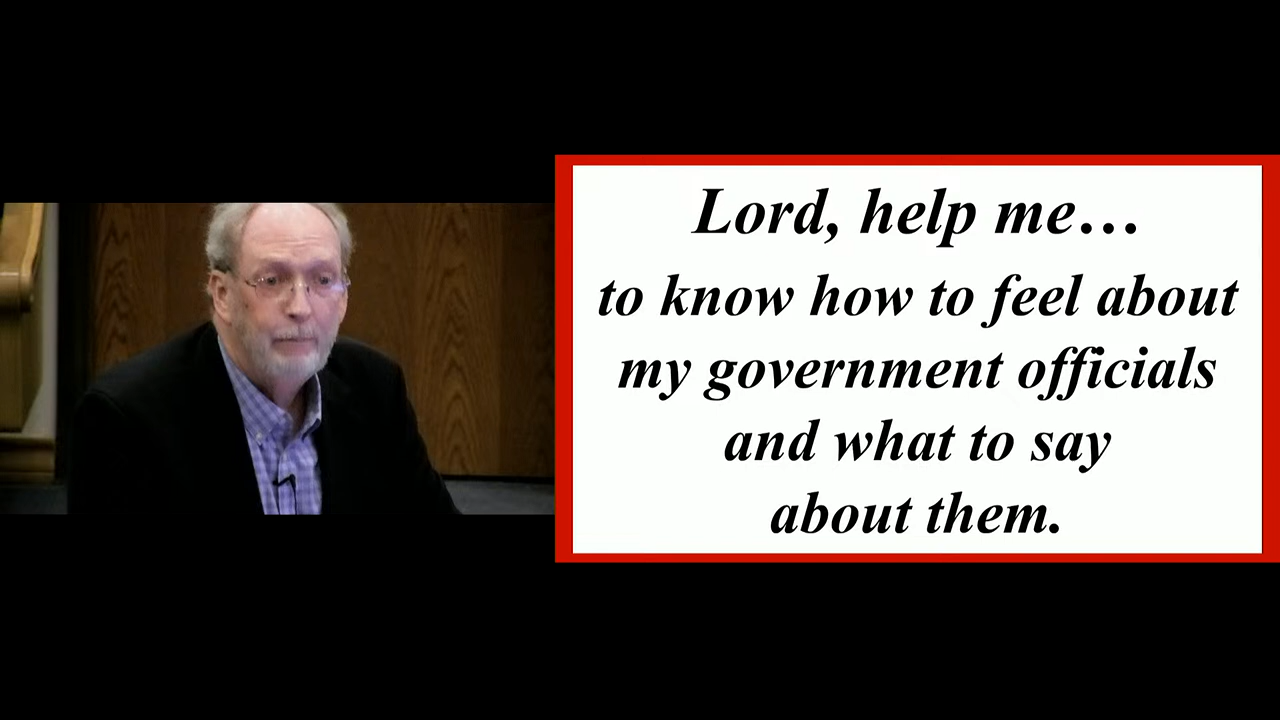 Lord, help me…
to know how to feel about
my government officials
and what to say
about them.